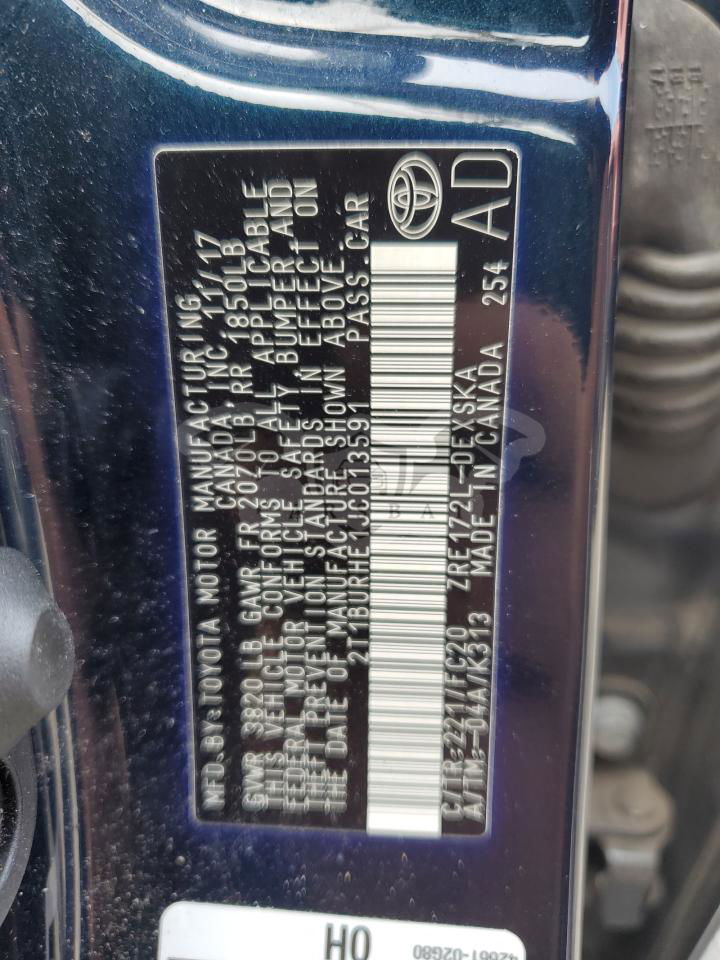 MFD.BY:TOYOTA MOTOR MANUFACTURING
CANADA, INC. 11/17
GVWR 3820 LB GAWR FR 2070LB RR 1850LB
THIS VEHICLE CONFORMS TO ALL APPLICABLE
FEDERAL MOTOR VEHICLE SAFETY, BUMPER, AND
THEFT PREVENTION STANDARDS IN EFFECT ON
THE DATE OF MANUFACTURE SHOWN ABOVE.
2T1BURHE1JC013591 PASS.CAR
C/TR:221/FC20 ZRE172L-DEXSKA
A/TM:-04A/K313 MADE IN CANADA 254
AD
0H
42661-02G80